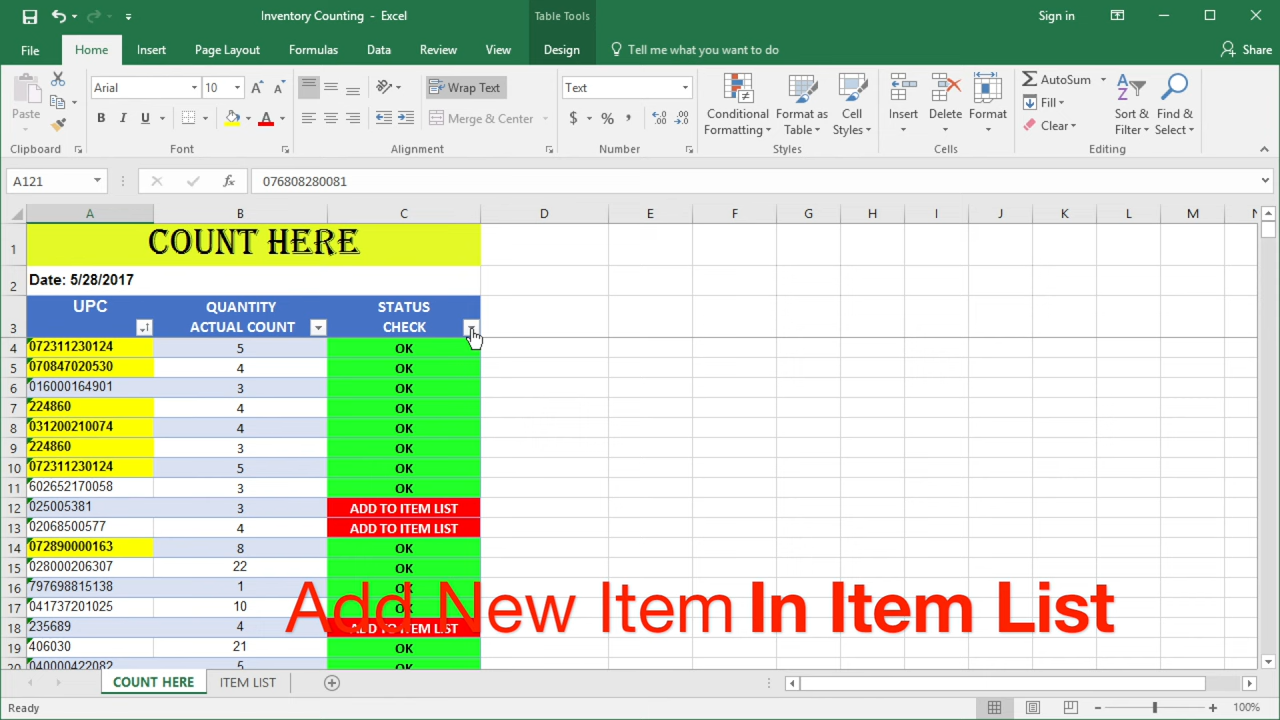 Inventory Counting - Excel
Table Tools
Sign in
File
Home
Insert
Page Layout
Formulas
Data
Review
View
Design
Tell me what you want to do
Share
Arial
10
Wrap Text
Text
Paste
B I U
A
Merge & Center
$ % ,
Conditional Formatting
Format as Table
Cell Styles
Insert
Delete
Format
AutoSum
Fill
Clear
Sort & Filter
Find & Select
Clipboard
Font
Alignment
Number
Styles
Cells
Editing
A121
fx
076808280081
A B C D E F G H I J K L M N
1 COUNT HERE
2 Date: 5/28/2017
UPC QUANTITY STATUS
3 ACTUAL COUNT CHECK
4 072311230124 5 OK
5 070847020530 4 OK
6 016000164901 3 OK
7 224860 4 OK
8 031200210074 4 OK
9 224860 3 OK
10 072311230124 5 OK
11 602652170058 3 OK
12 025005381 3 ADD TO ITEM LIST
13 02068500577 4 ADD TO ITEM LIST
14 072890000163 8 OK
15 028000206307 22 OK
16 797698815138 1 OK
17 041737201025 10 OK
18 235689 4 ADD TO ITEM LIST
19 406030 21 OK
20 040000422082 5 OK
Add New Item In Item List
COUNT HERE
ITEM LIST
Ready
100%